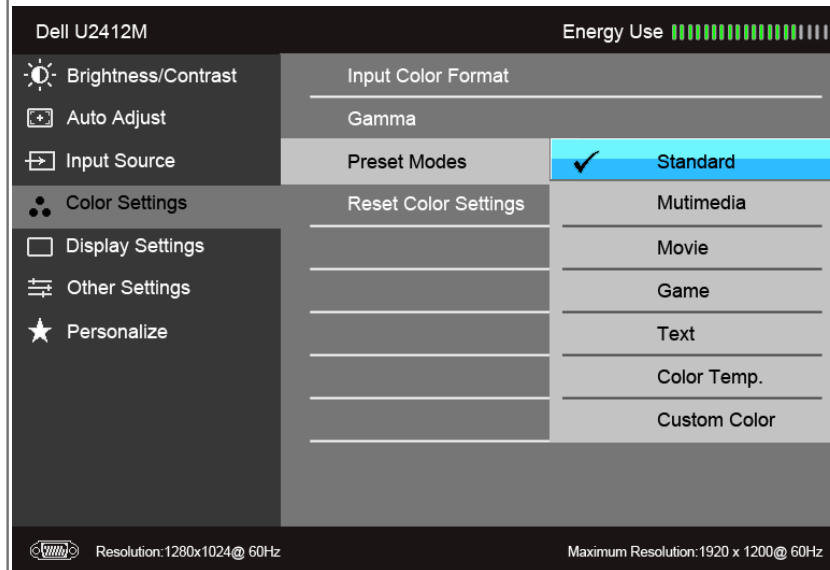 Dell U2412M
Energy Use
Brightness/Contrast
Auto Adjust
Input Source
Color Settings
Display Settings
Other Settings
Personalize
Input Color Format
Gamma
Preset Modes
Reset Color Settings
Standard
Mutimedia
Movie
Game
Text
Color Temp.
Custom Color
Resolution:1280x1024@ 60Hz
Maximum Resolution:1920 x 1200@ 60Hz